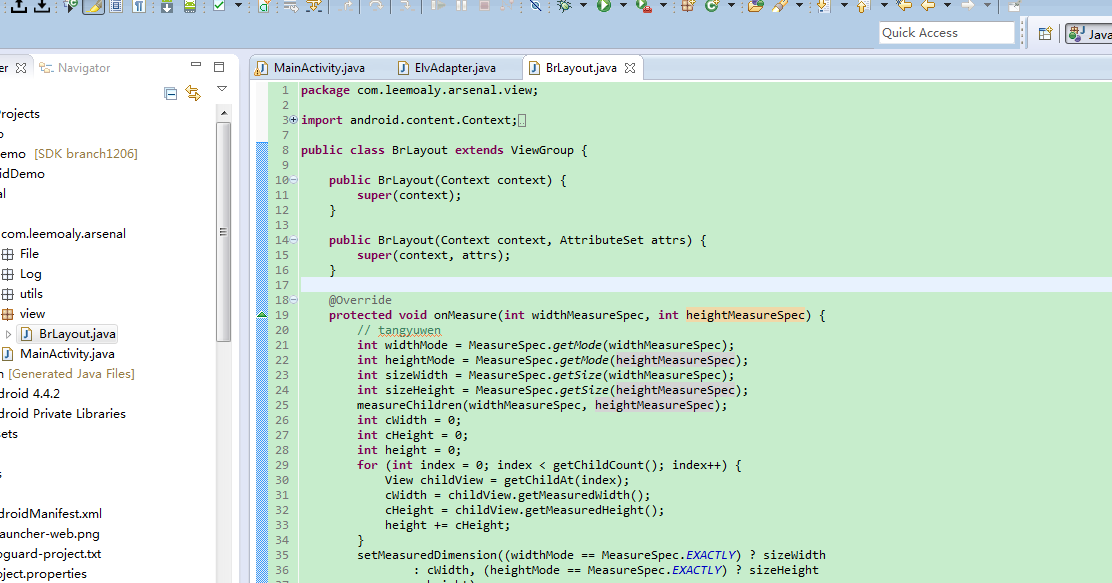 Quick Access
Java
Navigator
MainActivity.java
ElvAdapter.java
BrLayout.java
rojects
emo [SDK branch1206]
idDemo
com.leemoaly.arsenal
File
Log
utils
view
BrLayout.java
MainActivity.java
[Generated Java Files]
droid 4.4.2
droid Private Libraries
ets
droidManifest.xml
auncher-web.png
oguard-project.txt
oject.properties
1 package com.leemoaly.arsenal.view;
2
3 import android.content.Context;
7
8 public class BrLayout extends ViewGroup {
9
10 public BrLayout(Context context) {
11 super(context);
12 }
13
14 public BrLayout(Context context, AttributeSet attrs) {
15 super(context, attrs);
16 }
17
18 @Override
19 protected void onMeasure(int widthMeasureSpec, int heightMeasureSpec) {
20 // tangyuwen
21 int widthMode = MeasureSpec.getMode(widthMeasureSpec);
22 int heightMode = MeasureSpec.getMode(heightMeasureSpec);
23 int sizeWidth = MeasureSpec.getSize(widthMeasureSpec);
24 int sizeHeight = MeasureSpec.getSize(heightMeasureSpec);
25 measureChildren(widthMeasureSpec, heightMeasureSpec);
26 int cWidth = 0;
27 int cHeight = 0;
28 int height = 0;
29 for (int index = 0; index < getChildCount(); index++) {
30 View childView = getChildAt(index);
31 cWidth = childView.getMeasuredWidth();
32 cHeight = childView.getMeasuredHeight();
33 height += cHeight;
34 }
35 setMeasuredDimension((widthMode == MeasureSpec.EXACTLY) ? sizeWidth
36 : cWidth, (heightMode == MeasureSpec.EXACTLY) ? sizeHeight